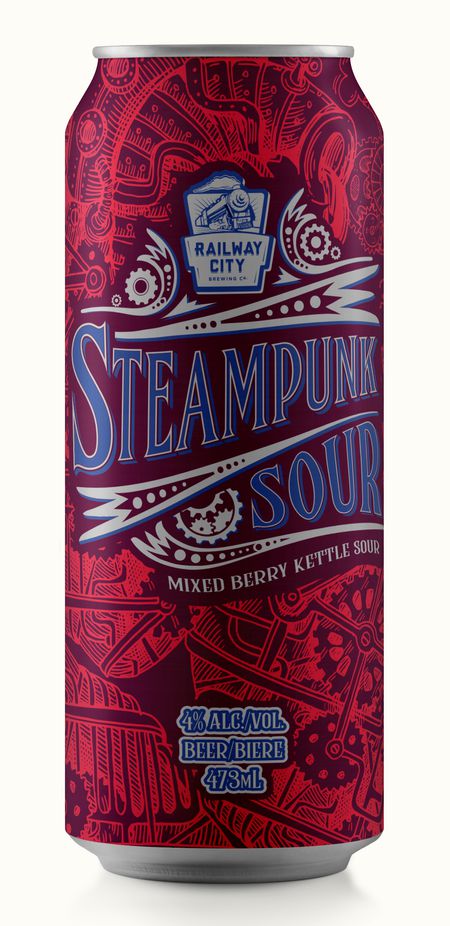 RAILWAY
CITY
BREWING CO.
STEAMPUNK
SOUR
MIXED BERRY KETTLE SOUR
4% ALC./VOL.
BEER/BIERE
473mL